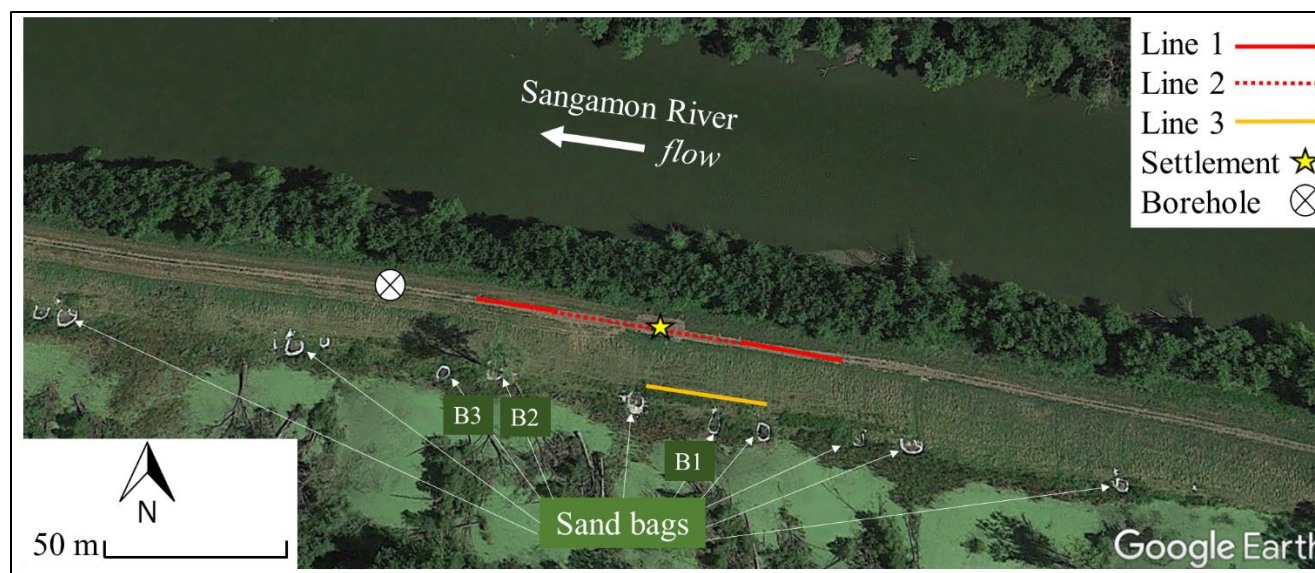 Sangamon River
flow
Line 1
Line 2
Line 3
Settlement
Borehole
B3
B2
B1
Sand bags
N
50 m
Google Earth